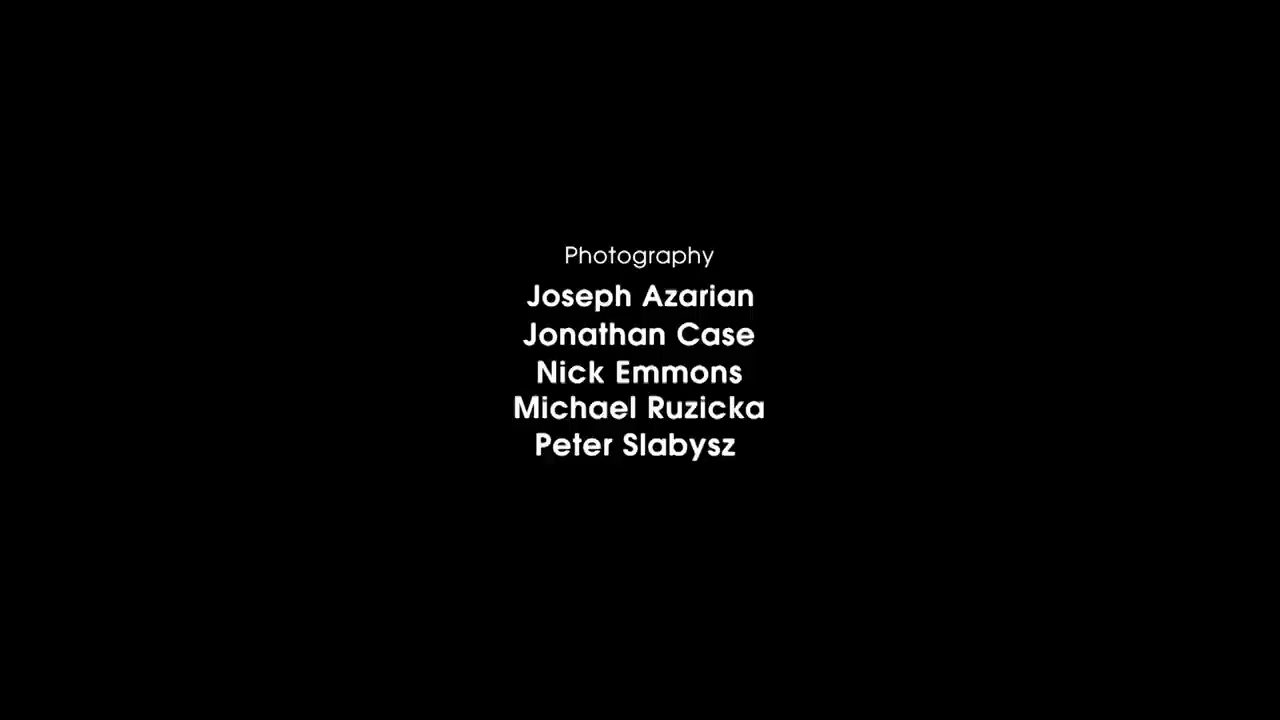 Photography
Joseph Azarian
Jonathan Case
Nick Emmons
Michael Ruzicka
Peter Slabysz